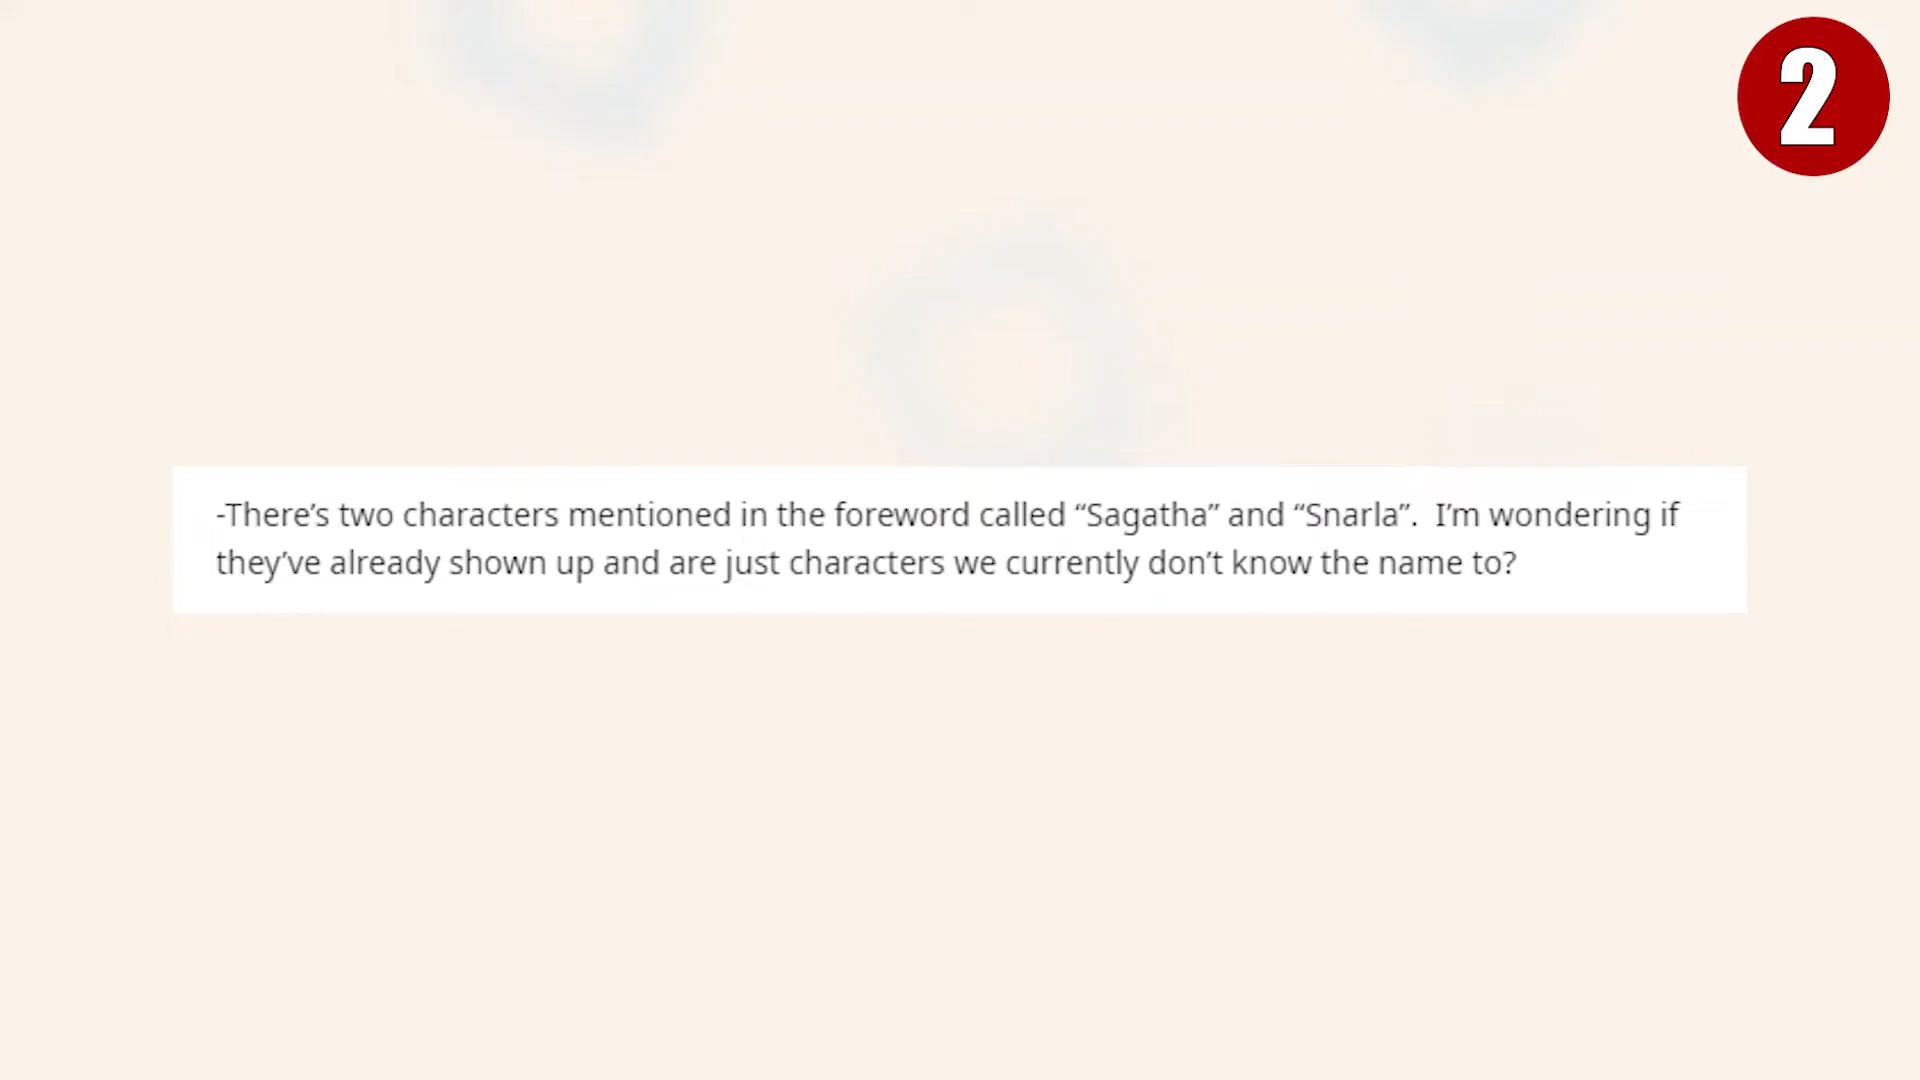 2
-There’s two characters mentioned in the foreword called “Sagatha” and “Snarla”.  I’m wondering if
they’ve already shown up and are just characters we currently don’t know the name to?